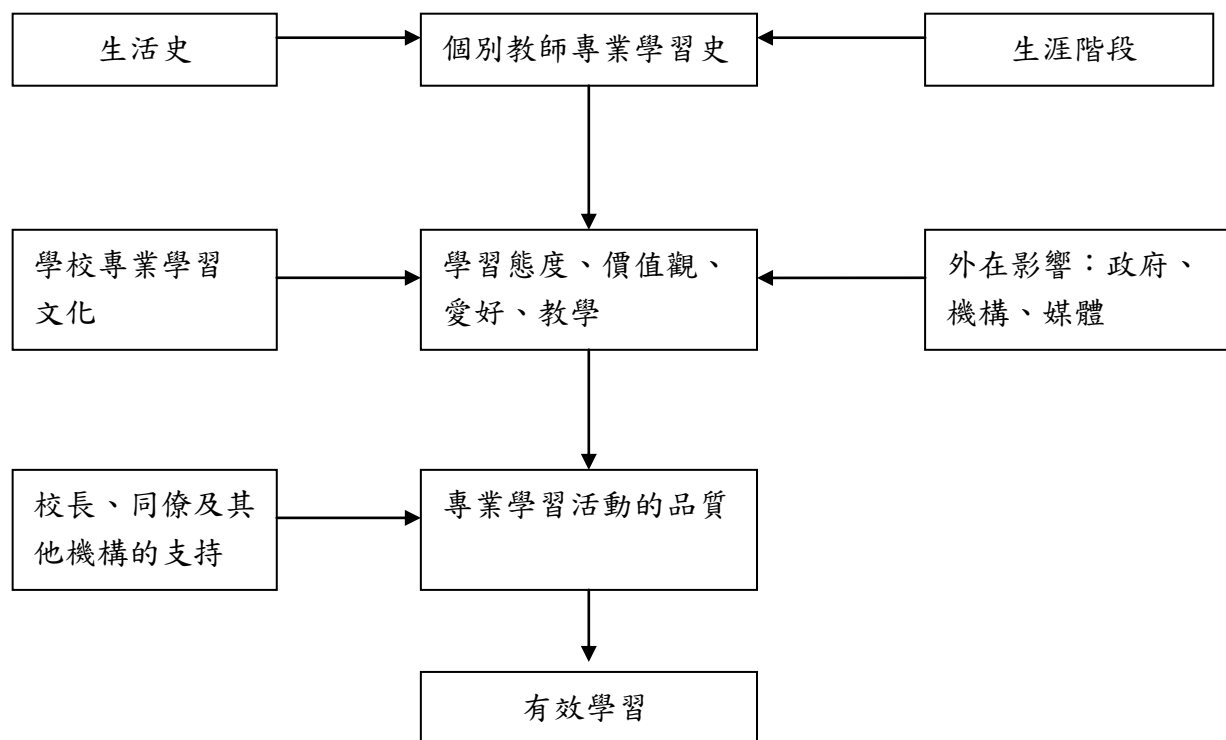 生活史
個別教師專業學習史
生涯階段
學校專業學習
文化
學習態度、價值觀、
愛好、教學
外在影響：政府、
機構、媒體
校長、同僚及其
他機構的支持
專業學習活動的品質
有效學習